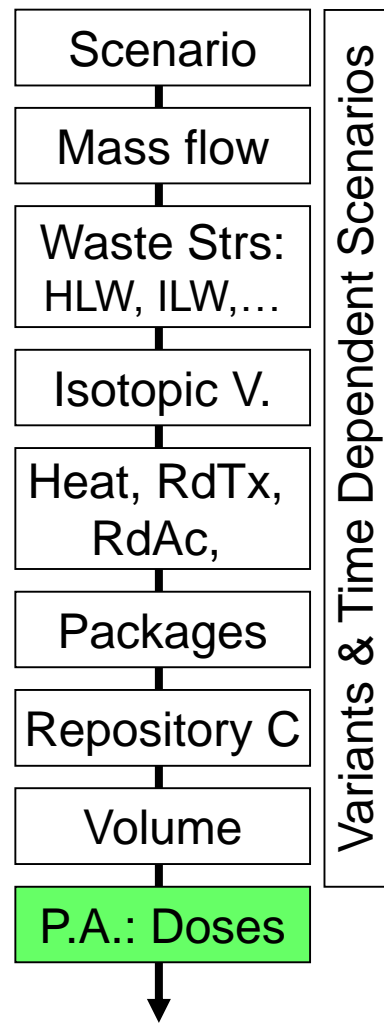 Scenario
Mass flow
Waste Strs:
HLW, ILW,…
Isotopic V.
Heat, RdTx,
RdAc,
Packages
Repository C
Volume
P.A.: Doses
Variants & Time Dependent Scenarios